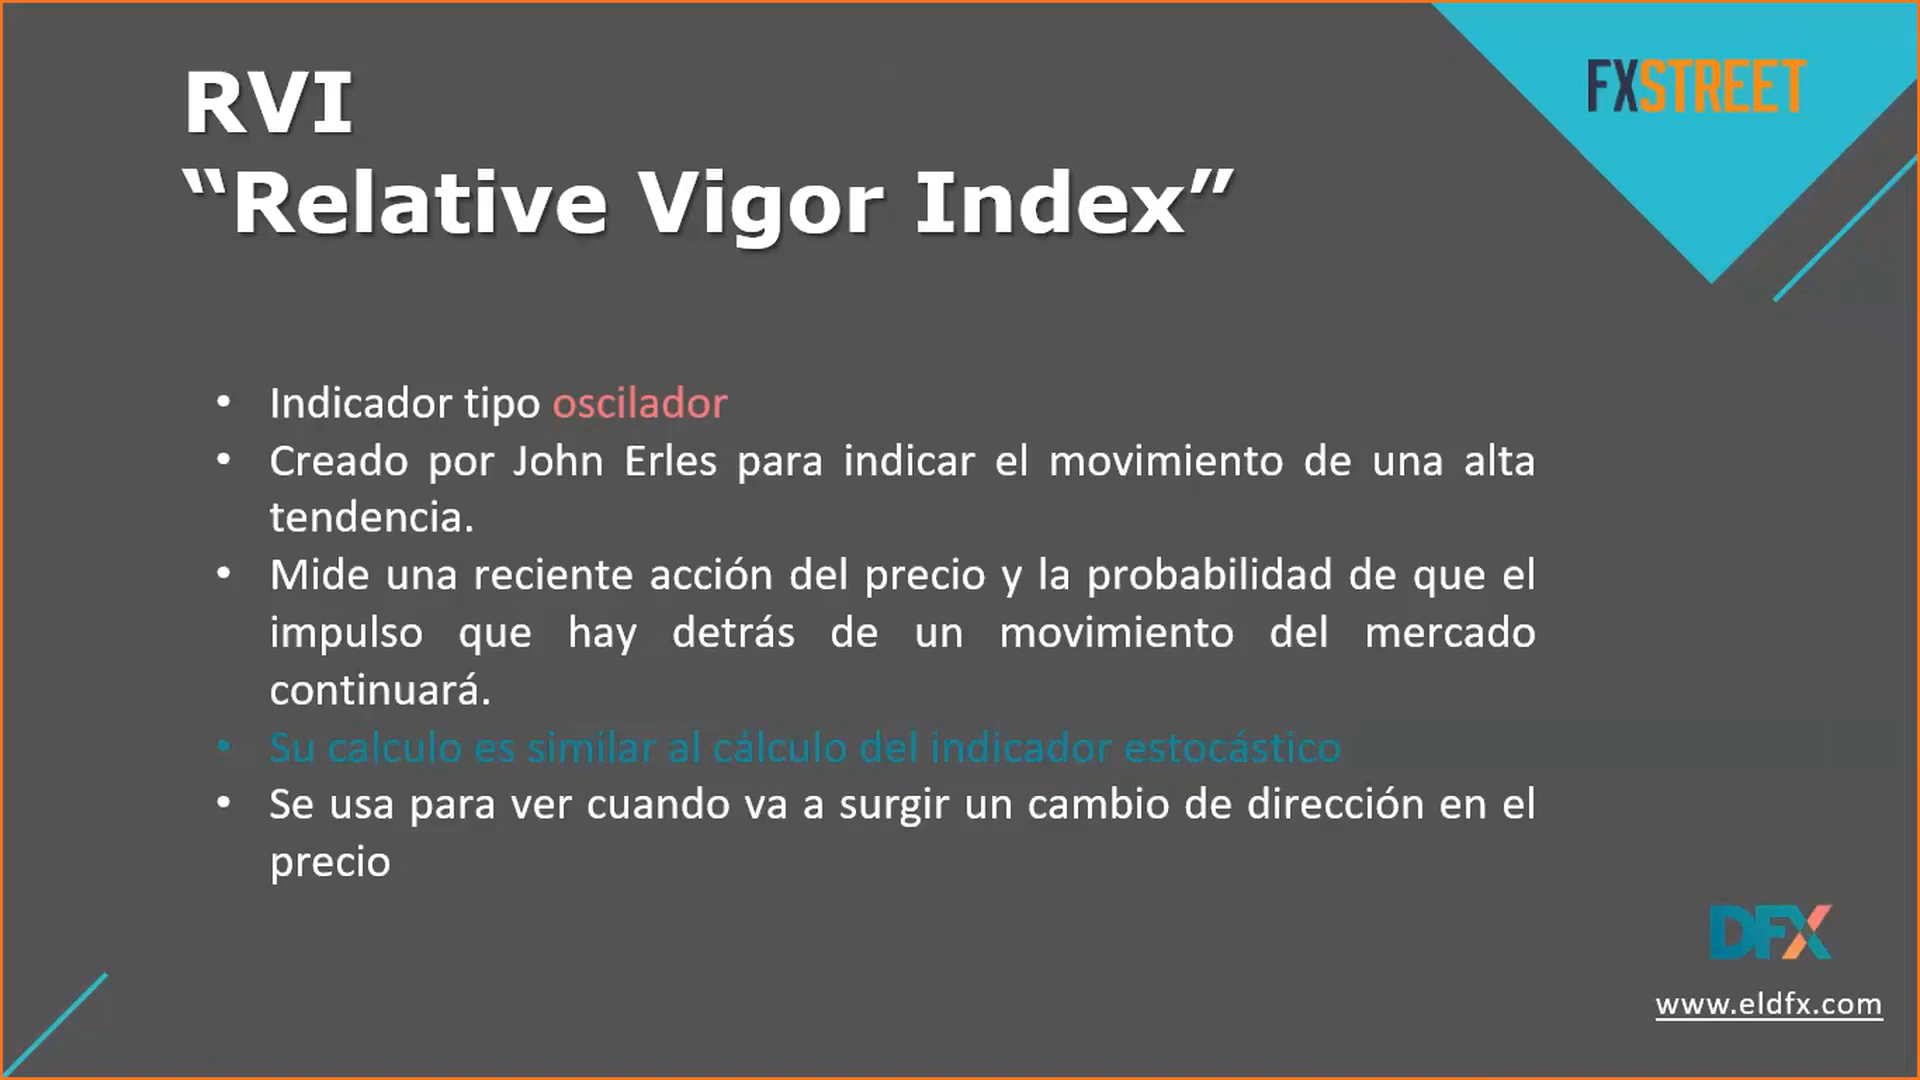 RVI
“Relative Vigor Index”
FXSTREET
• Indicador tipo oscilador
• Creado por John Erles para indicar el movimiento de una alta
tendencia.
• Mide una reciente acción del precio y la probabilidad de que el
impulso que hay detrás de un movimiento del mercado
continuará.
• Su calculo es similar al cálculo del indicador estocástico
• Se usa para ver cuando va a surgir un cambio de dirección en el
precio
DFX
www.eldfx.com